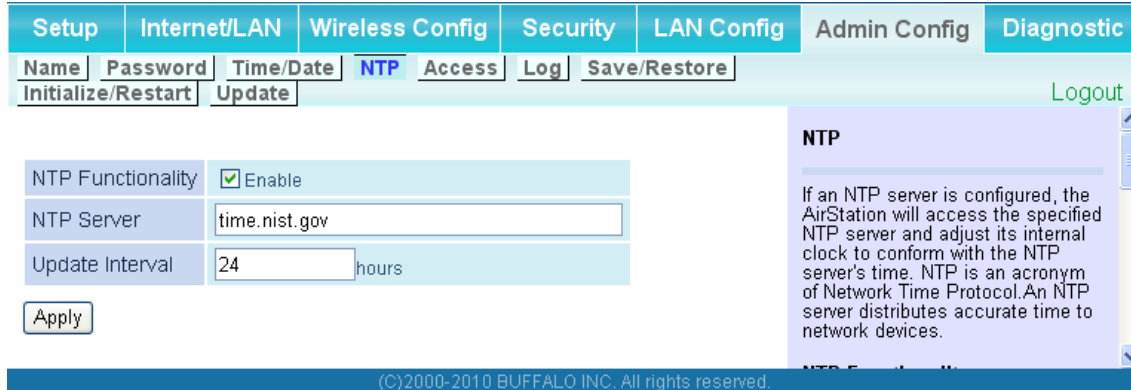 Setup Internet/LAN Wireless Config Security LAN Config Admin Config Diagnostic
Name Password Time/Date NTP Access Log Save/Restore
Initialize/Restart Update
Logout
NTP Functionality Enable
NTP Server time.nist.gov
Update Interval 24 hours
Apply
NTP
If an NTP server is configured, the
AirStation will access the specified
NTP server and adjust its internal
clock to conform with the NTP
server's time. NTP is an acronym
of Network Time Protocol.An NTP
server distributes accurate time to
network devices.
NTP Functionality
(C)2000-2010 BUFFALO INC. All rights reserved.